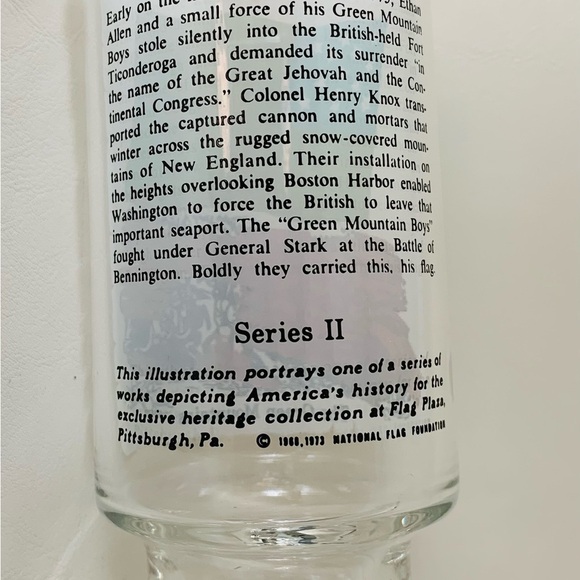 Early on the Ethan
Allen and a small force of his Green Mountain
Boys stole silently into the British-held Fort
Ticonderoga and demanded its surrender "in
the name of the Great Jehovah and the Con-
tinental Congress." Colonel Henry Knox trans-
ported the captured cannon and mortars that
winter across the rugged snow-covered moun-
tains of New England. Their installation on
the heights overlooking Boston Harbor enabled
Washington to force the British to leave that
important seaport. The "Green Mountain Boys"
fought under General Stark at the Battle of
Bennington. Boldly they carried this, his flag.
Series II
This illustration portrays one of a series of
works depicting America's history for the
exclusive heritage collection at Flag Plaza,
Pittsburgh, Pa. © 1968, 1973 NATIONAL FLAG FOUNDATION